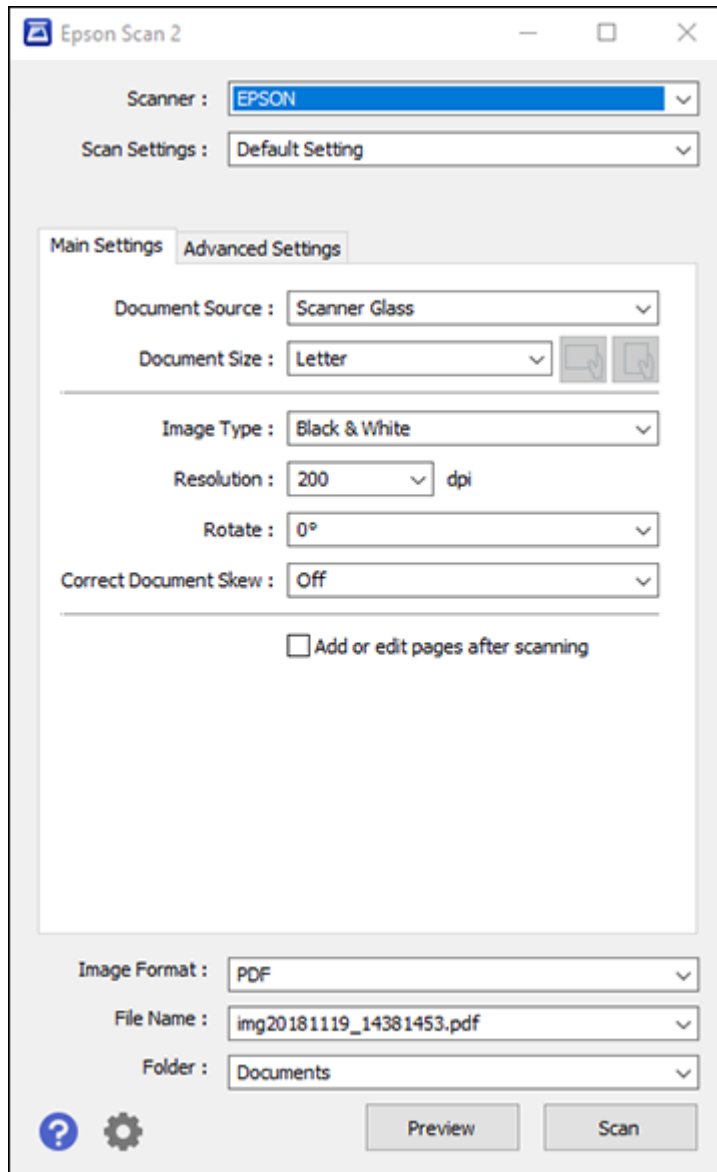 Epson Scan 2
Scanner : EPSON
Scan Settings : Default Setting
Main Settings Advanced Settings
Document Source : Scanner Glass
Document Size : Letter
Image Type : Black & White
Resolution : 200 dpi
Rotate : 0°
Correct Document Skew : Off
Add or edit pages after scanning
Image Format : PDF
File Name : img20181119_14381453.pdf
Folder : Documents
? Preview Scan